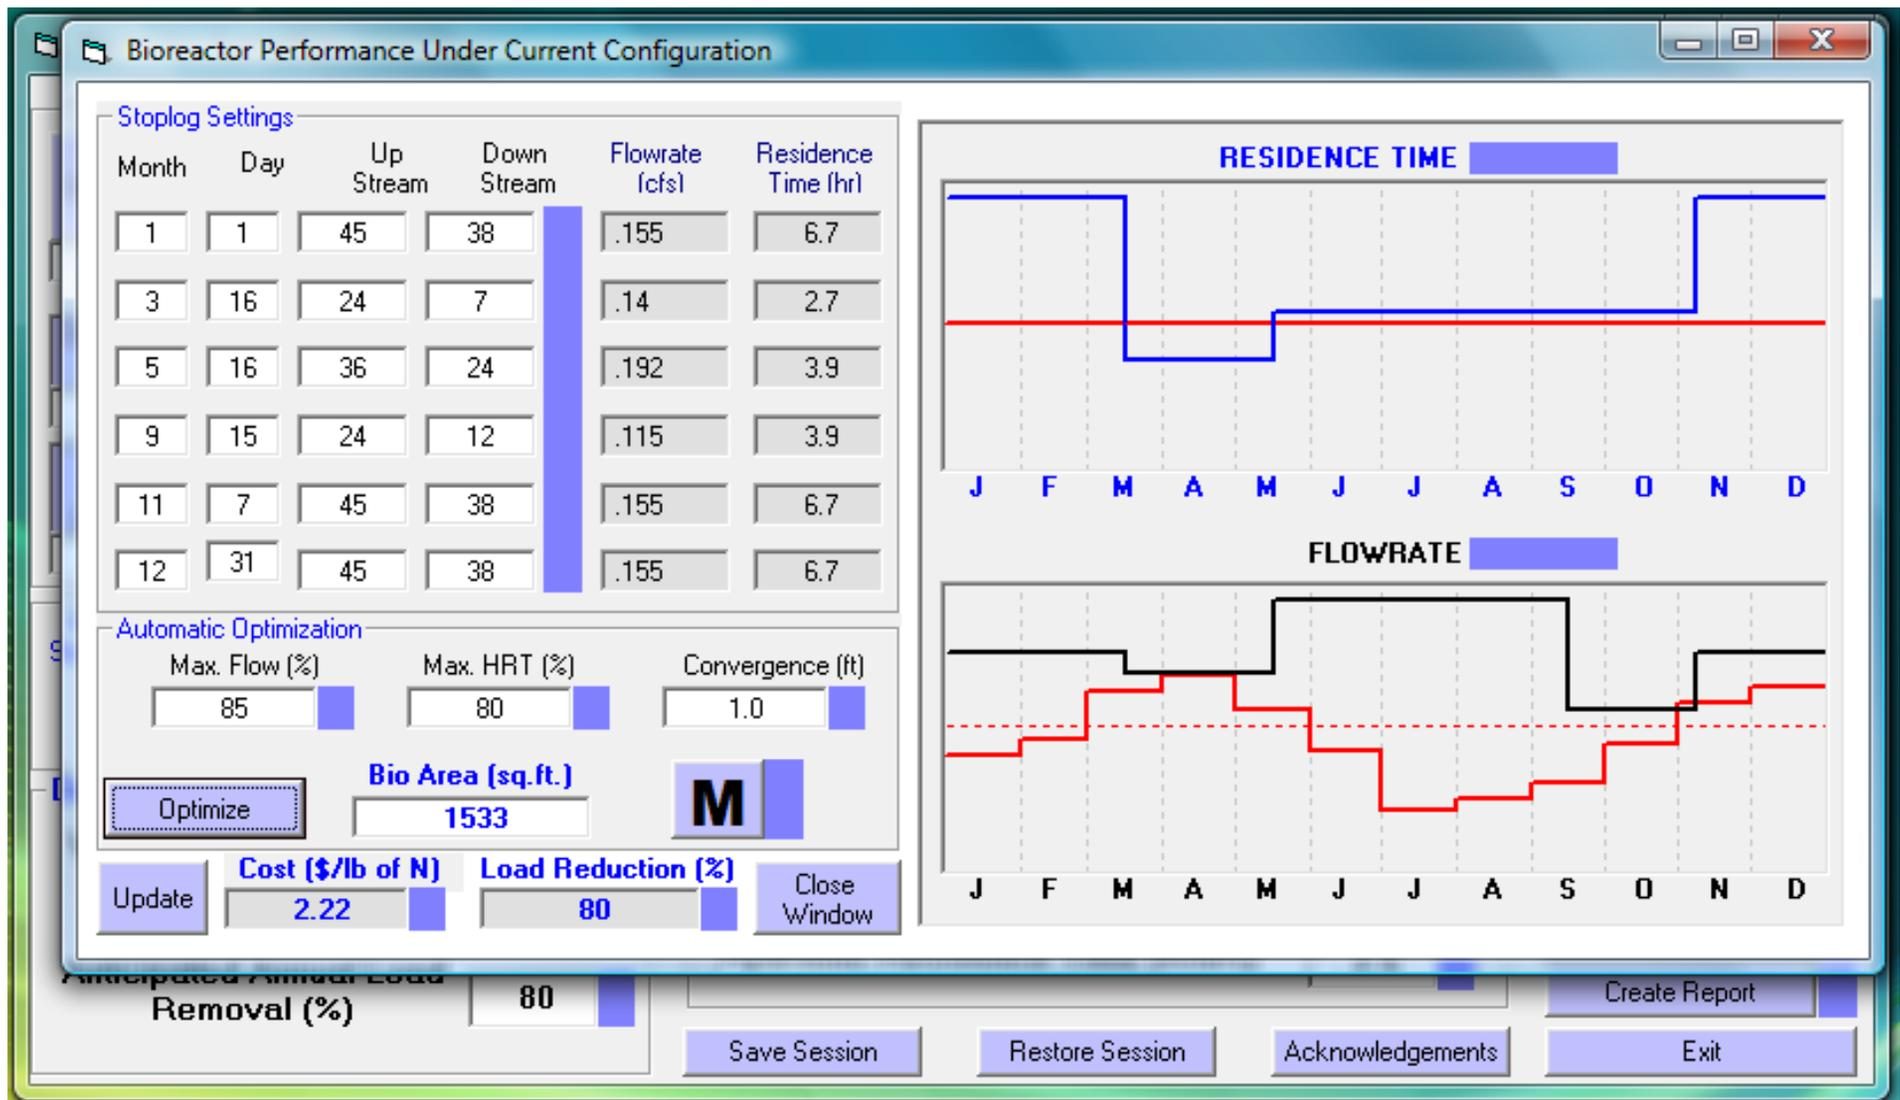 Bioreactor Performance Under Current Configuration
Stoplog Settings
Month Day Up Stream Down Stream Flowrate (cfs) Residence Time (hr)
1 1 45 38 .155 6.7
3 16 24 7 .14 2.7
5 16 36 24 .192 3.9
9 15 24 12 .115 3.9
11 7 45 38 .155 6.7
12 31 45 38 .155 6.7
Automatic Optimization
Max. Flow (%) Max. HRT (%) Convergence (ft)
85 80 1.0
Optimize
Bio Area (sq.ft.)
1533
M
Update
Cost ($/lb of N)
2.22
Load Reduction (%)
80
Close
Window
RESIDENCE TIME
J F M A M J J A S O N D
FLOWRATE
J F M A M J J A S O N D
Anticipated Annual Load
Removal (%)
80
Create Report
Save Session Restore Session Acknowledgements Exit